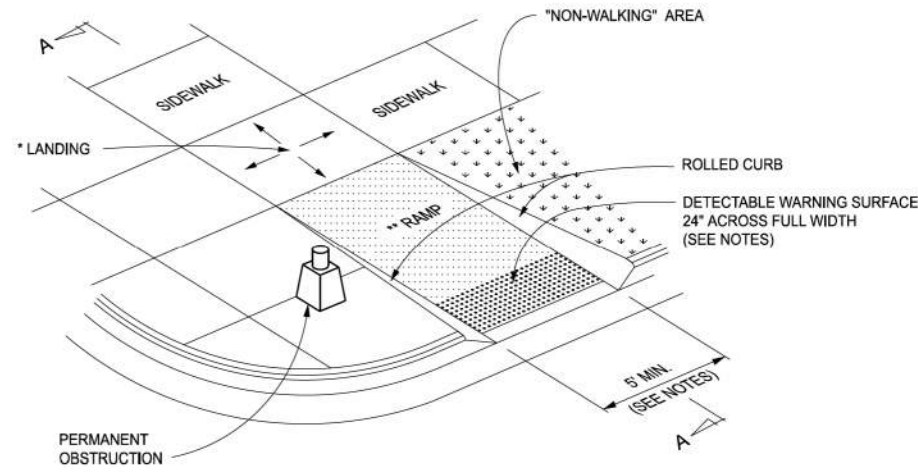 "NON-WALKING" AREA
A
SIDEWALK
SIDEWALK
* LANDING
ROLLED CURB
** RAMP
DETECTABLE WARNING SURFACE
24" ACROSS FULL WIDTH
(SEE NOTES)
5' MIN.
(SEE NOTES)
PERMANENT
OBSTRUCTION
A